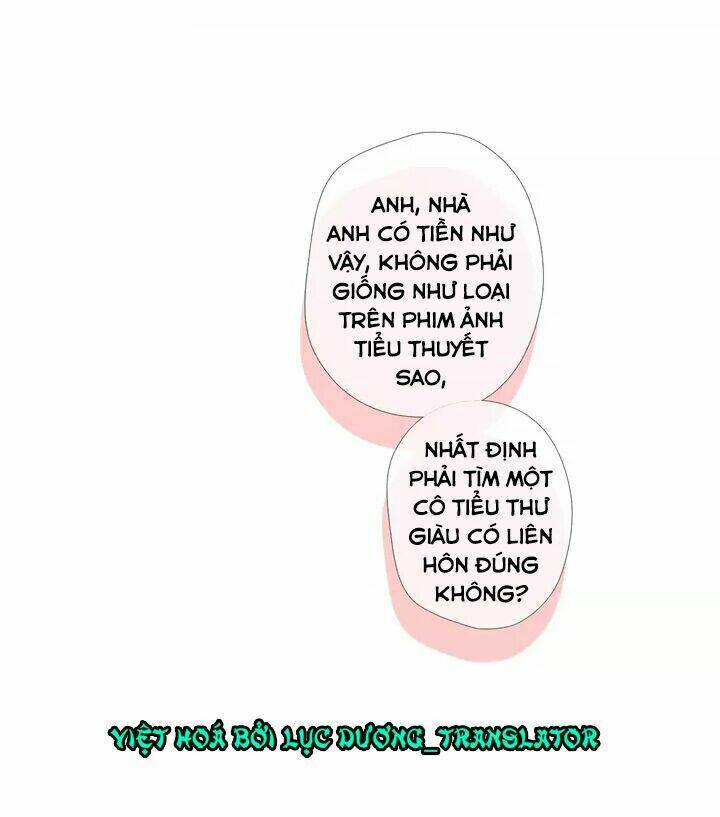 ANH, NHÀ
ANH CÓ TIỀN NHƯ
VẬY, KHÔNG PHẢI
GIỐNG NHƯ LOẠI
TRÊN PHIM ẢNH
TIỂU THUYẾT
SAO,
NHẤT ĐỊNH
PHẢI TÌM MỘT
CÔ TIỂU THƯ
GIÀU CÓ LIÊN
HÔN ĐÚNG
KHÔNG?
VIỆT HOÁ BỞI LỤC DƯƠNG_TRANSLATOR